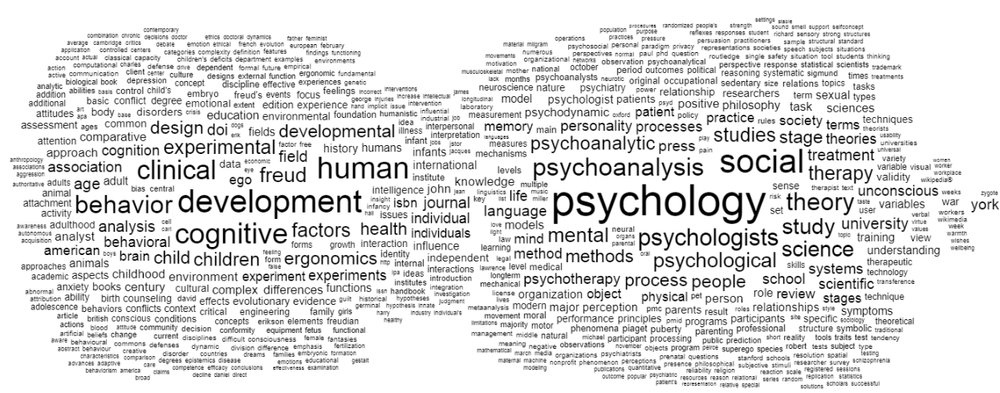 settings stable
procedures randomized people's strength sound smell support selfconcept
contemporary population purpose reflexes responses student richard sensory strong structures
combination chronic decisions doctor ethics doctoral dynamics father feminist operations practices pressure persuasion practitioners sample structural standard
average cambridge critics debate emotion ethical french evolution european february material milgram psychosocial personal paradigm privacy representations societies speech subjects situations
application controlled centers categories complexity definition features findings functioning movements numerous perspectives normal paul phd question routledge single safety situation tool students thinking
account actual classical capacity children's deficits department examples environments motivation organizational networks observation psychoanalytical perspective response statistical scientists trademark
action computational charles defense drive dependent formal future empirical musculoskeletal mother national october period outcomes political reasoning systematic sigmund times treatments
active communication client center culture designs external function ergonomic fundamental lack months psychoanalysts neurotic original occupational sedentary size relations topics tasks
analytic biological book depression concept discipline effective experiences genetic neuroscience nature psychiatry power relationship researchers term sexual types
addition abilities basis control child's embryo freud's events focus feelings incorrect interventions james longitudinal model psychologist patients psyd positive philosophy task sciences
additional basic conflict degree emotional extent edition experience george injuries increase intellectual hand implicit issue intervention laboratory
attitudes apa art body base disorders crisis education environmental foundation humanistic influential industrial job measurement psychodynamic oxford patient policy practice rules society terms techniques
assessment ages common design doi dogs erik fields developmental idea illness interpersonal interpretation languages memory main personality processes play studies stage theories theorists usability
attention comparative approach cognition experimental factor free field history humans infant jobs jstor infants jacques measures mechanisms psychoanalytic press pain social treatment universities universal variety
anthropology associations aggression association clinical data economic eye ego freud human international institute levels psychoanalysis therapy variable visual validity women worker workplace
authoritative adults age adult bias central knowledge multiple sense therapist text wikipedia®
animal attachment activity behavior development intelligence john jean insight infancy isbn journal linguistics key list life music miller psychology risk set theory taste user unconscious variables weeks war zygote york
awareness adulthood analysis cell carl cognitive factors hall issues health individual language love light models neural organs parental study university verbal virtue values workers wikimedia week
autonomous acquisition analyst behavioral forms growth interaction individuals influence law learning mind mental psychologists topic training view warmth wishes wellbeing
american boys brain child children feeling form false ergonomics identity http internal independent legal method methods oral psychological science skills understanding
approaches animals academic aspects childhood environment experiment experiments lpa ideas interactions institutes introduction lawrence level medical longterm mechanical psychotherapy process people school systems scientific therapeutic technology transference
abnormal anxiety books century cultural complex differences functions issn handbook integration investigation license organization object physical pet person role review stages technique
attribution ability birth counseling david effects evolutionary evidence guilt historical hypotheses judgment lives
adolescence behaviors conflicts context critical engineering family girls germinal hypothesis innate industry individual's harry metaanalysis modern major perception pmc parents result roles relationships style symptoms
article british conscious conditions concepts erikson elements freudian healthy movement moral performance principles pmid programs participants site specific sociology theoretical
actions blood attitude community decision conformity equipment fetus functional limitations majority motor phenomena piaget puberty parenting professional structure symbolic traditional
artificial beliefs change current disciplines difficult consciousness female fantasies management middle natural michael participant processing public prediction short reality tools traits test tendency
aware behavioural commons defenses dynamic division difference emphasis fertilization meaning negative observations november objects program peirce superego species robert tests subject type
abstract behaviour creative disorder countries dreams families embryonic formation mathematical march media organizations psychiatrists prenatal questions stanford schools resolution spatial testing
characteristics comparison degrees epistemics disease emotions educational gestalt maternal machine nonprofit phenomenon perceptions presence philosophical subjective stimuli researcher survey schizophrenia
advances adaptive care competence efficacy conclusions effectiveness examination modeling publications quantitative reliability religion registered sessions
behaviorism america claims decline daniel direct outcome popular psychiatric resources reason relational reaction scale replication statistics
broad patient's representation relative special series random solutions scholars successful